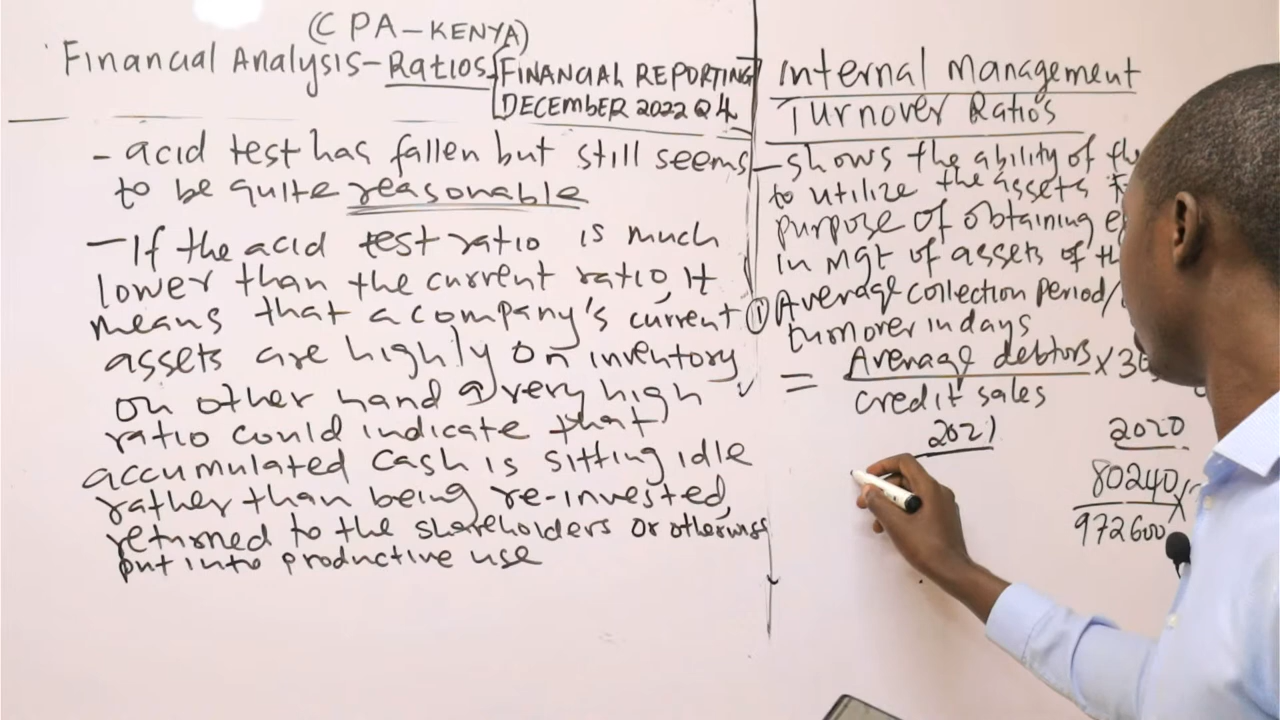 (CPA-KENYA)
Financial Analysis-Ratios
FINANCIAL REPORTING
DECEMBER 2022 Q4
- acid test has fallen but still seems
to be quite reasonable
- If the acid test ratio is much
lower than the current ratio, It
means that a company's current
assets are highly on inventory
on other hand a very high
ratio could indicate that
accumulated cash is sitting idle
rather than being re-invested,
returned to the shareholders or otherwise
put into productive use
Internal Management
Turnover Ratios
- shows the ability of
to utilize the assets
purpose of obtaining
in Mgt of assets of
① Average collection Period/
turnover in days
= Average debtors ×
credit sales
2021
2020
80240 ×
972600